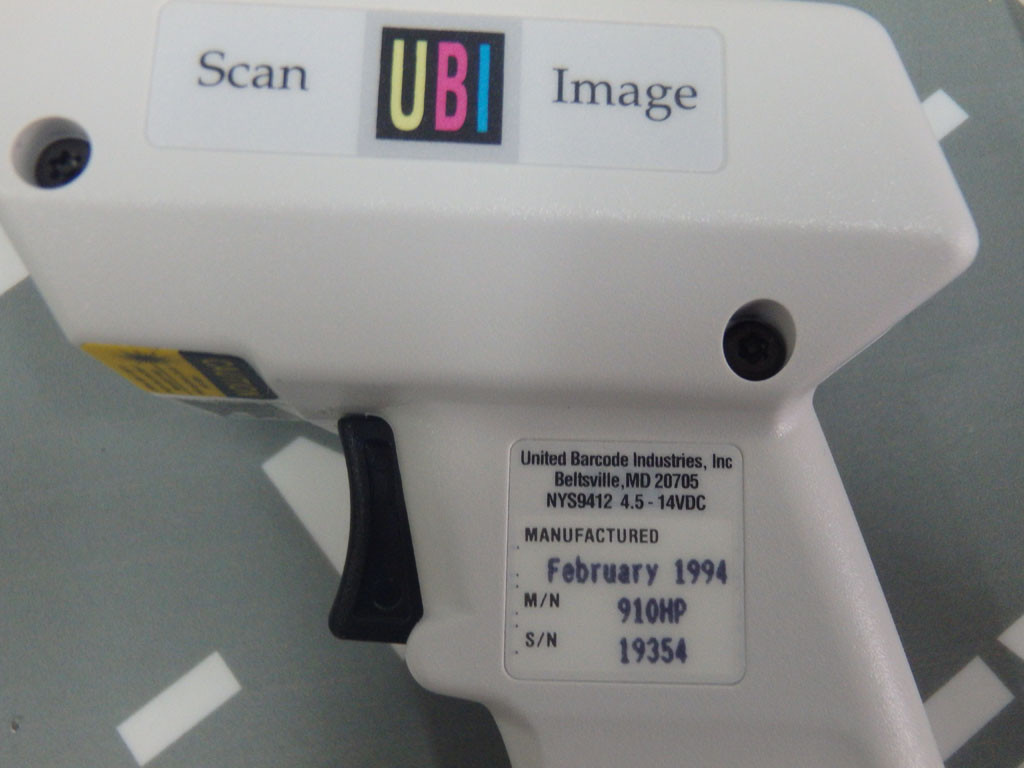 Scan UBI Image
CAUTION
United Barcode Industries, Inc
Beltsville,MD 20705
NYS9412 4.5 - 14VDC
MANUFACTURED
February 1994
M/N 910HP
S/N 19354